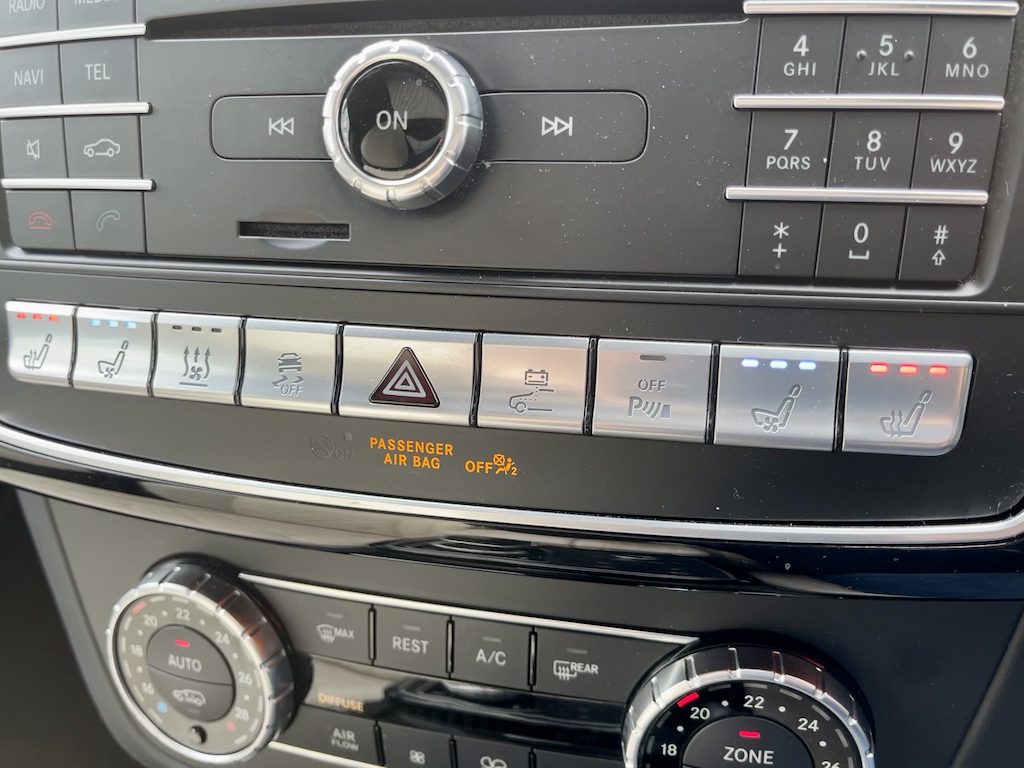 RADIO
NAVI
TEL
ON
4
GHI
5
JKL
6
MNO
7
PQRS
8
TUV
9
WXYZ
*
+
0
#
OFF
OFF
P
ON
PASSENGER
AIR BAG
OFF
2
16
18
20
22
24
26
28
AUTO
MAX
REST
A/C
REAR
DIFFUSE
AIR
FLOW
18
20
22
24
26
ZONE